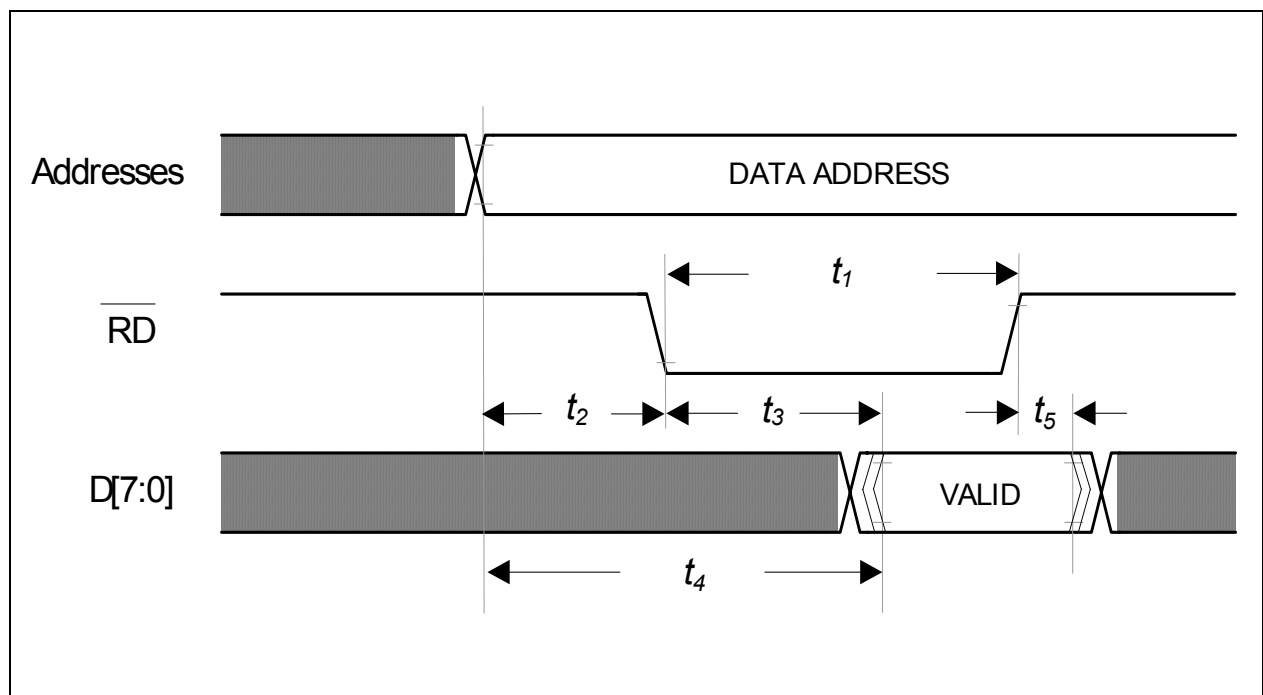 Addresses
DATA ADDRESS
t1
RD
t2
t3
t5
D[7:0]
VALID
t4